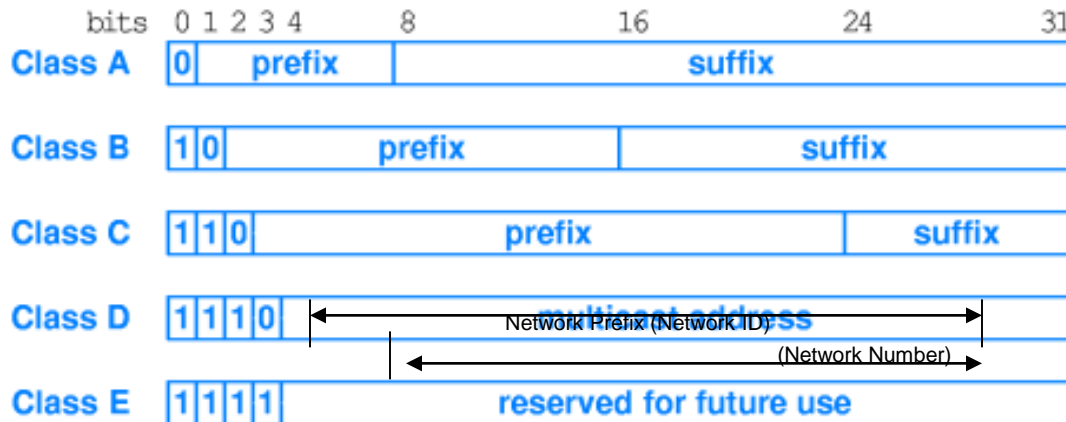 bits 0 1 2 3 4 8 16 24 31
Class A 0 prefix suffix
Class B 1 0 prefix suffix
Class C 1 1 0 prefix suffix
Class D 1 1 1 0 multicast address
Network Prefix (Network ID)
(Network Number)
Class E 1 1 1 1 reserved for future use